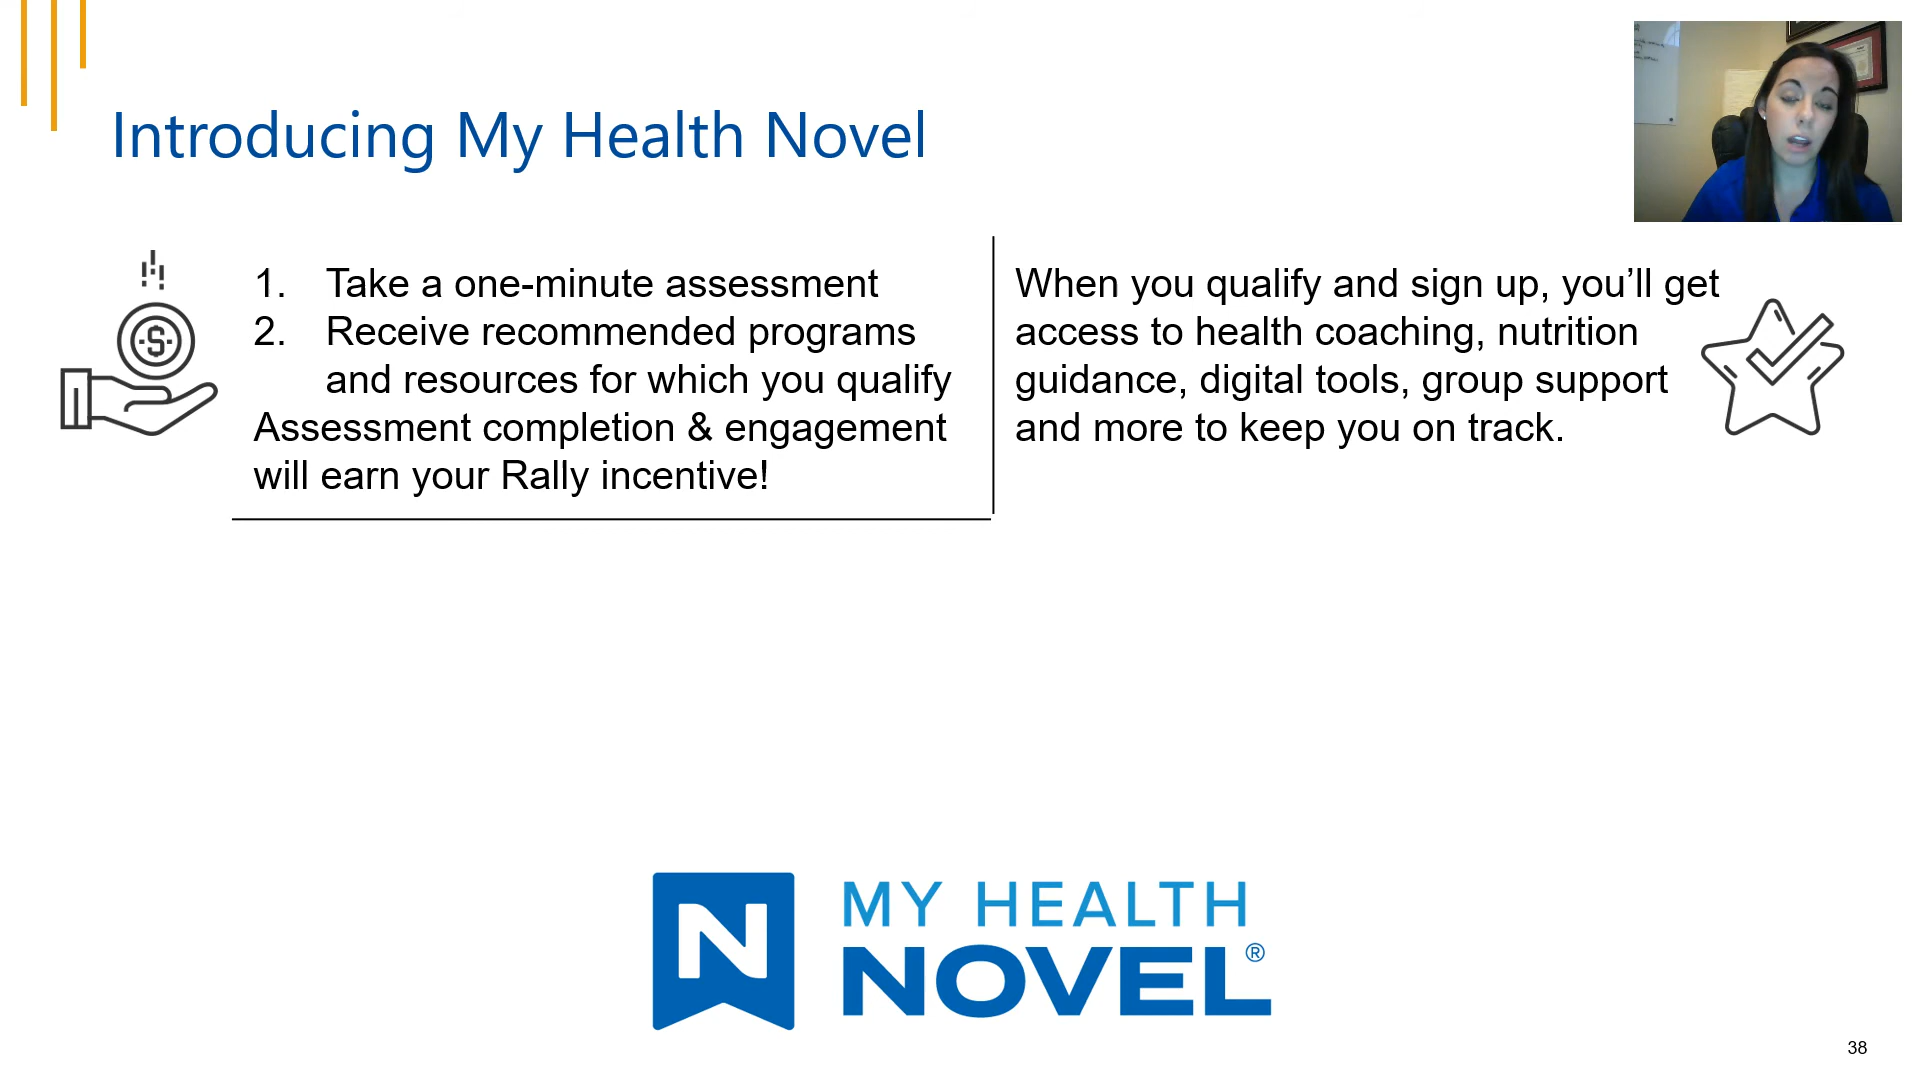 Introducing My Health Novel
1. Take a one-minute assessment
2. Receive recommended programs
and resources for which you qualify
Assessment completion & engagement
will earn your Rally incentive!
When you qualify and sign up, you’ll get
access to health coaching, nutrition
guidance, digital tools, group support
and more to keep you on track.
$
N
MY HEALTH
NOVEL®
38